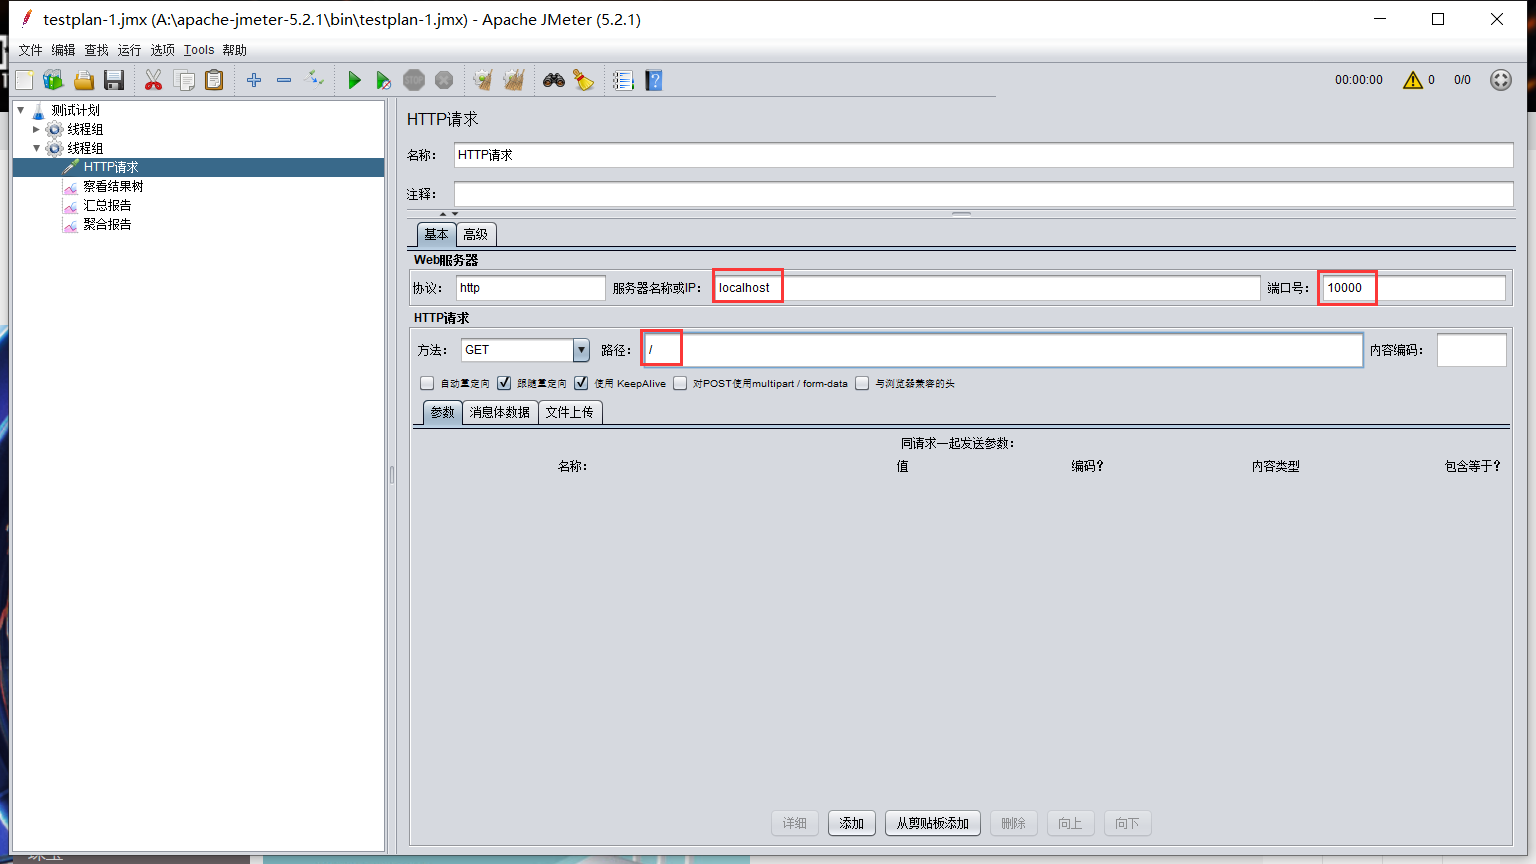 testplan-1.jmx (A:\apache-jmeter-5.2.1\bin\testplan-1.jmx) - Apache JMeter (5.2.1)
文件 编辑 查找 运行 选项 Tools 帮助
STOP
00:00:00 0 0/0
测试计划
线程组
线程组
HTTP请求
察看结果树
汇总报告
聚合报告
HTTP请求
名称： HTTP请求
注释：
基本 高级
Web服务器
协议： http 服务器名称或IP： localhost 端口号： 10000
HTTP请求
方法： GET 路径： / 内容编码：
自动重定向 跟随重定向 使用 KeepAlive 对POST使用multipart / form-data 与浏览器兼容的头
参数 消息体数据 文件上传
同请求一起发送参数：
名称： 值 编码？ 内容类型 包含等于？
详细 添加 从剪贴板添加 删除 向上 向下